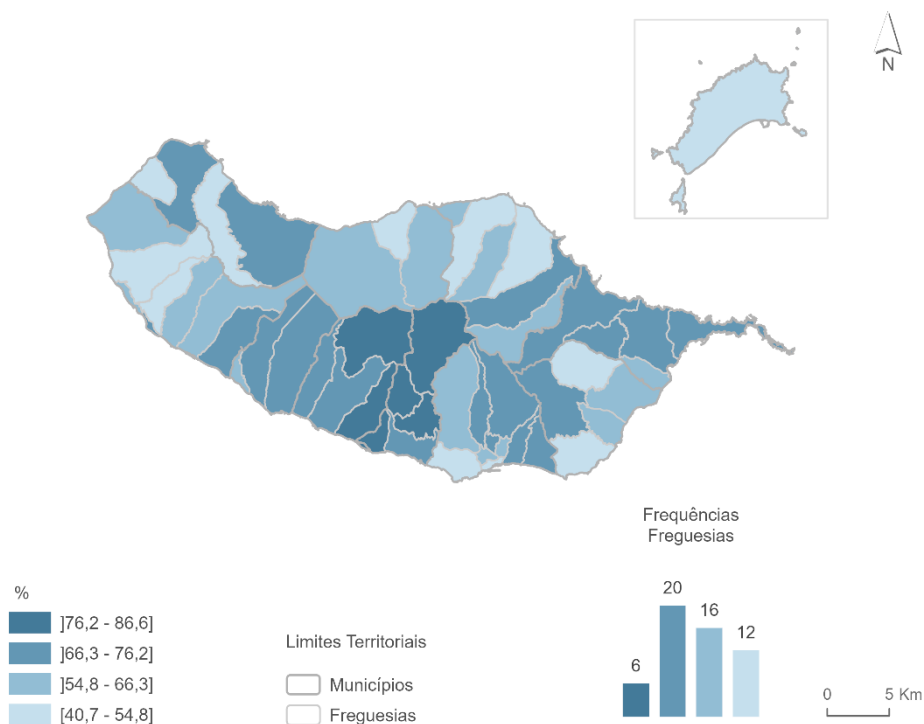 N
Frequências
Freguesias
6
20
16
12
%
]76,2 - 86,6]
]66,3 - 76,2]
]54,8 - 66,3]
[40,7 - 54,8]
Limites Territoriais
Municípios
Freguesias
0 5 Km